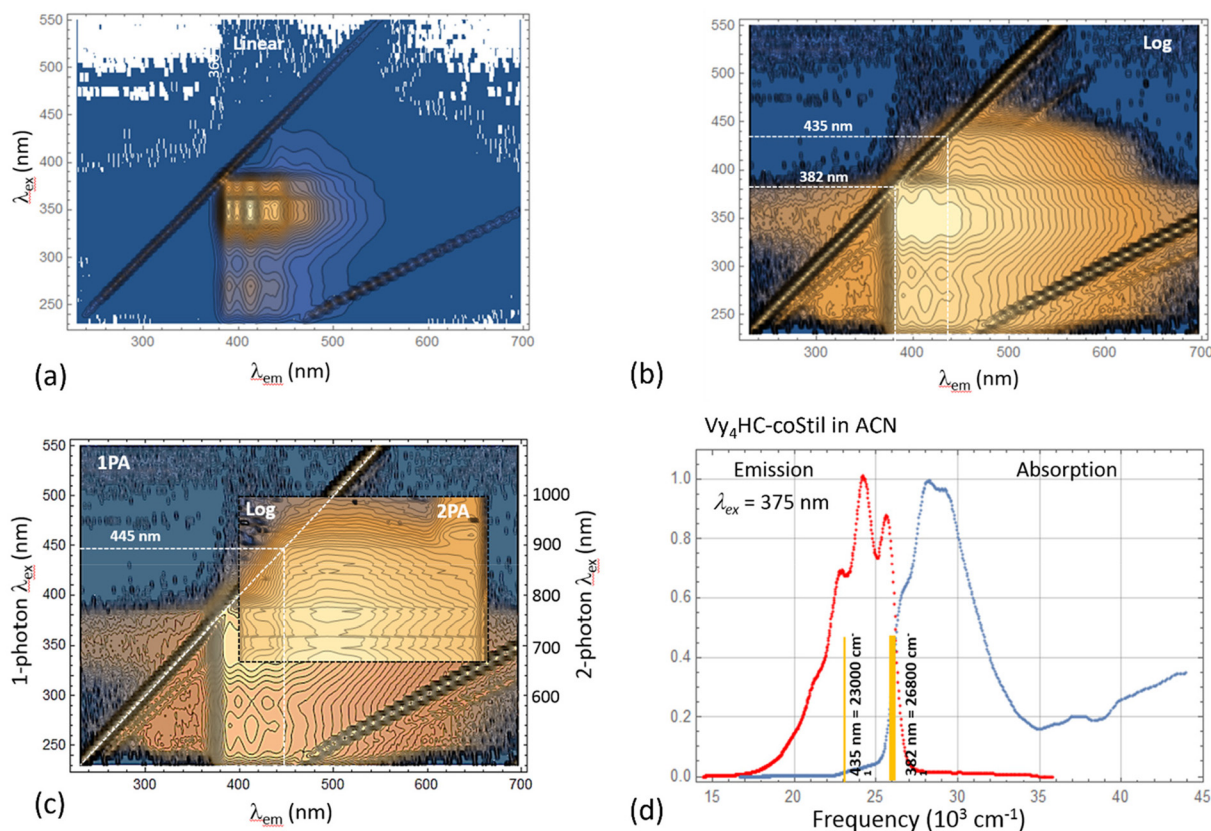 550
500
450
400
350
300
250
λex (nm)
Linear
360
300
400
500
600
700
λem (nm)
(a)
550
500
450
400
350
300
250
λex (nm)
Log
435 nm
382 nm
300
400
500
600
700
λem (nm)
(b)
550
500
450
400
350
300
250
1-photon λex (nm)
1PA
Log
2PA
445 nm
1000
900
800
700
600
2-photon λex (nm)
300
400
500
600
700
λem (nm)
(c)
Vy4HC-coStil in ACN
Emission
Absorption
λex = 375 nm
1.0
0.8
0.6
0.4
0.2
0.0
435 nm = 23000 cm-
1
382 nm = 26800 cm-
15
20
25
30
35
40
45
Frequency (10³ cm⁻¹)
(d)